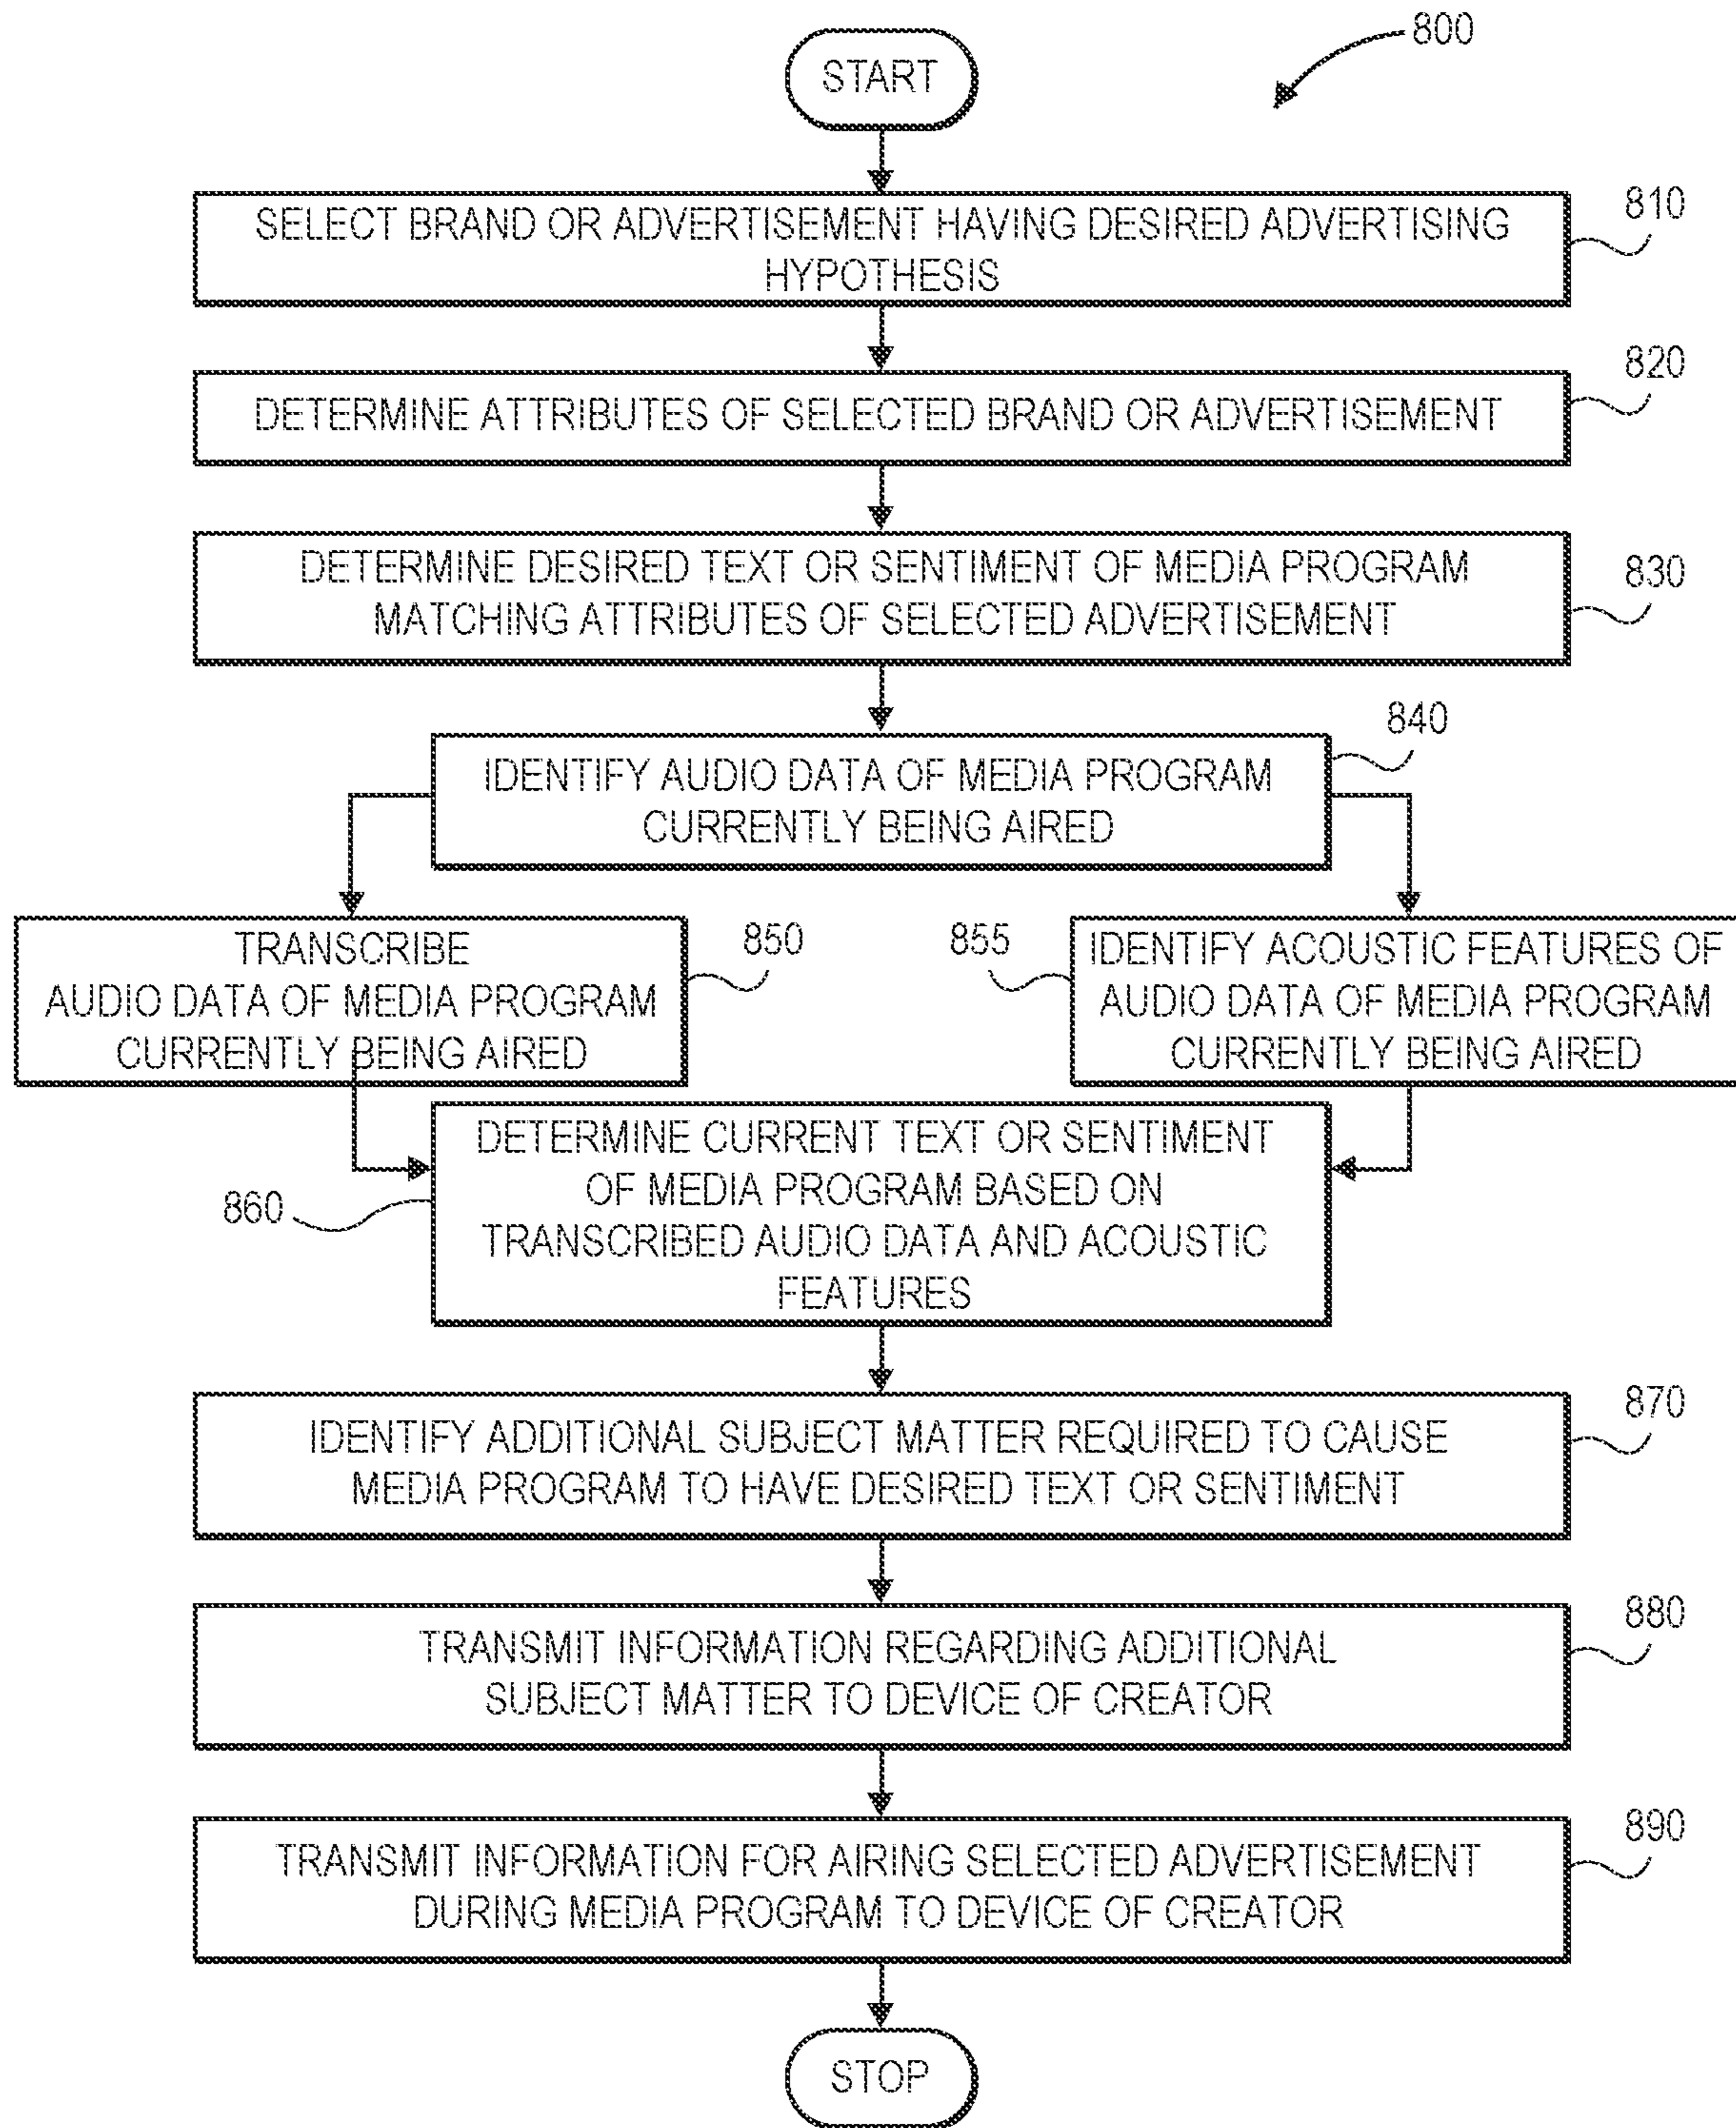 800
START
SELECT BRAND OR ADVERTISEMENT HAVING DESIRED ADVERTISING
HYPOTHESIS
810
DETERMINE ATTRIBUTES OF SELECTED BRAND OR ADVERTISEMENT
820
DETERMINE DESIRED TEXT OR SENTIMENT OF MEDIA PROGRAM
MATCHING ATTRIBUTES OF SELECTED ADVERTISEMENT
830
IDENTIFY AUDIO DATA OF MEDIA PROGRAM
CURRENTLY BEING AIRED
840
TRANSCRIBE
AUDIO DATA OF MEDIA PROGRAM
CURRENTLY BEING AIRED
850
855
IDENTIFY ACOUSTIC FEATURES OF
AUDIO DATA OF MEDIA PROGRAM
CURRENTLY BEING AIRED
DETERMINE CURRENT TEXT OR SENTIMENT
OF MEDIA PROGRAM BASED ON
TRANSCRIBED AUDIO DATA AND ACOUSTIC
FEATURES
860
IDENTIFY ADDITIONAL SUBJECT MATTER REQUIRED TO CAUSE
MEDIA PROGRAM TO HAVE DESIRED TEXT OR SENTIMENT
870
TRANSMIT INFORMATION REGARDING ADDITIONAL
SUBJECT MATTER TO DEVICE OF CREATOR
880
TRANSMIT INFORMATION FOR AIRING SELECTED ADVERTISEMENT
DURING MEDIA PROGRAM TO DEVICE OF CREATOR
890
STOP